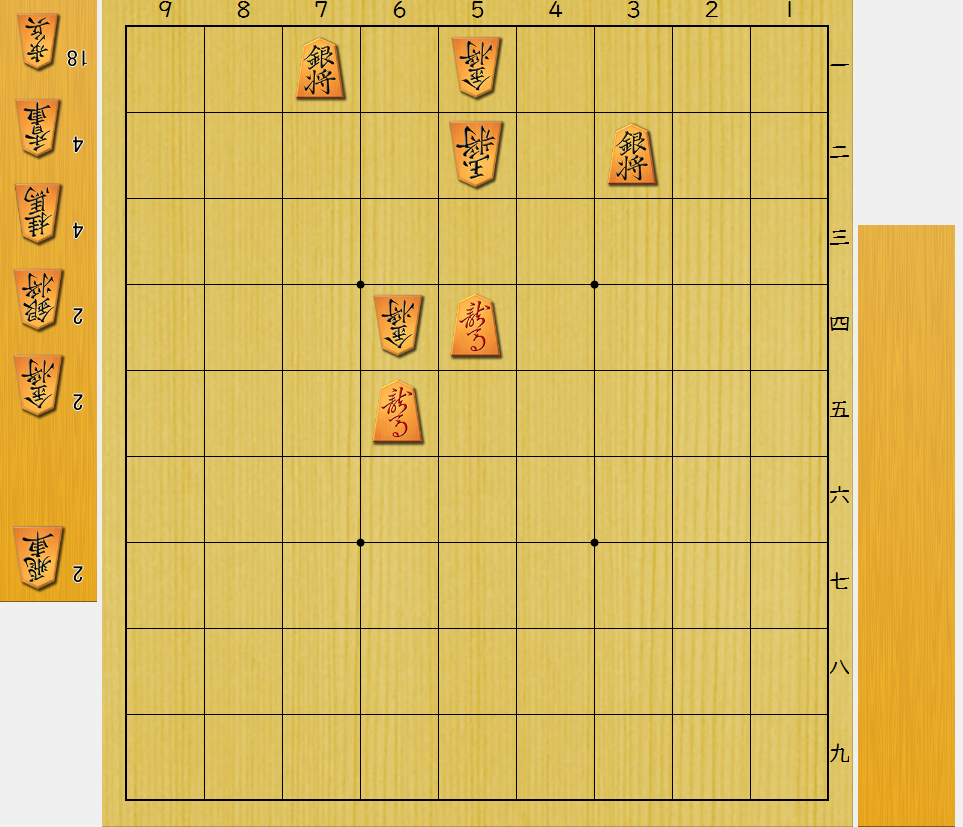 9 8 7 6 5 4 3 2 1
歩兵 18
香車 4
桂馬 4
銀将 2
金将 2
飛車 2
銀将 金将 一
玉将 銀将 二
三
金将 龍馬 四
龍馬 五
六
七
八
九